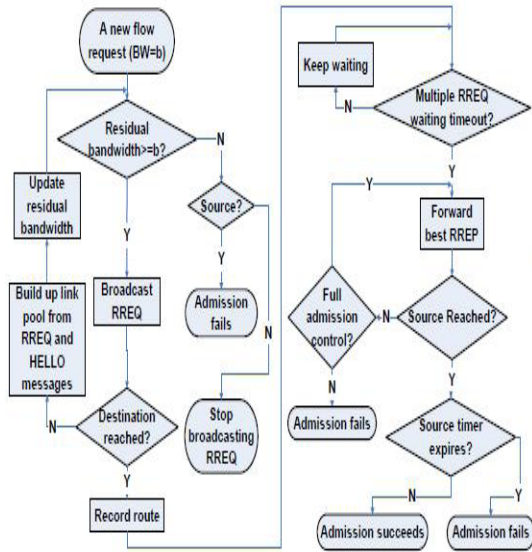 A new flow
request (BW=b)
Residual
bandwidth>=b?
N
Source?
Y
Admission
fails
N
Stop
broadcasting
RREQ
Y
Broadcast
RREQ
Destination
reached?
N
Build up link
pool from
RREQ and
HELLO
messages
Update
residual
bandwidth
Y
Record route
Multiple RREQ
waiting timeout?
N
Keep waiting
Y
Forward
best RREP
Source Reached?
N
Full
admission
control?
Y
N
Admission fails
Y
Source timer
expires?
N
Admission succeeds
Y
Admission fails